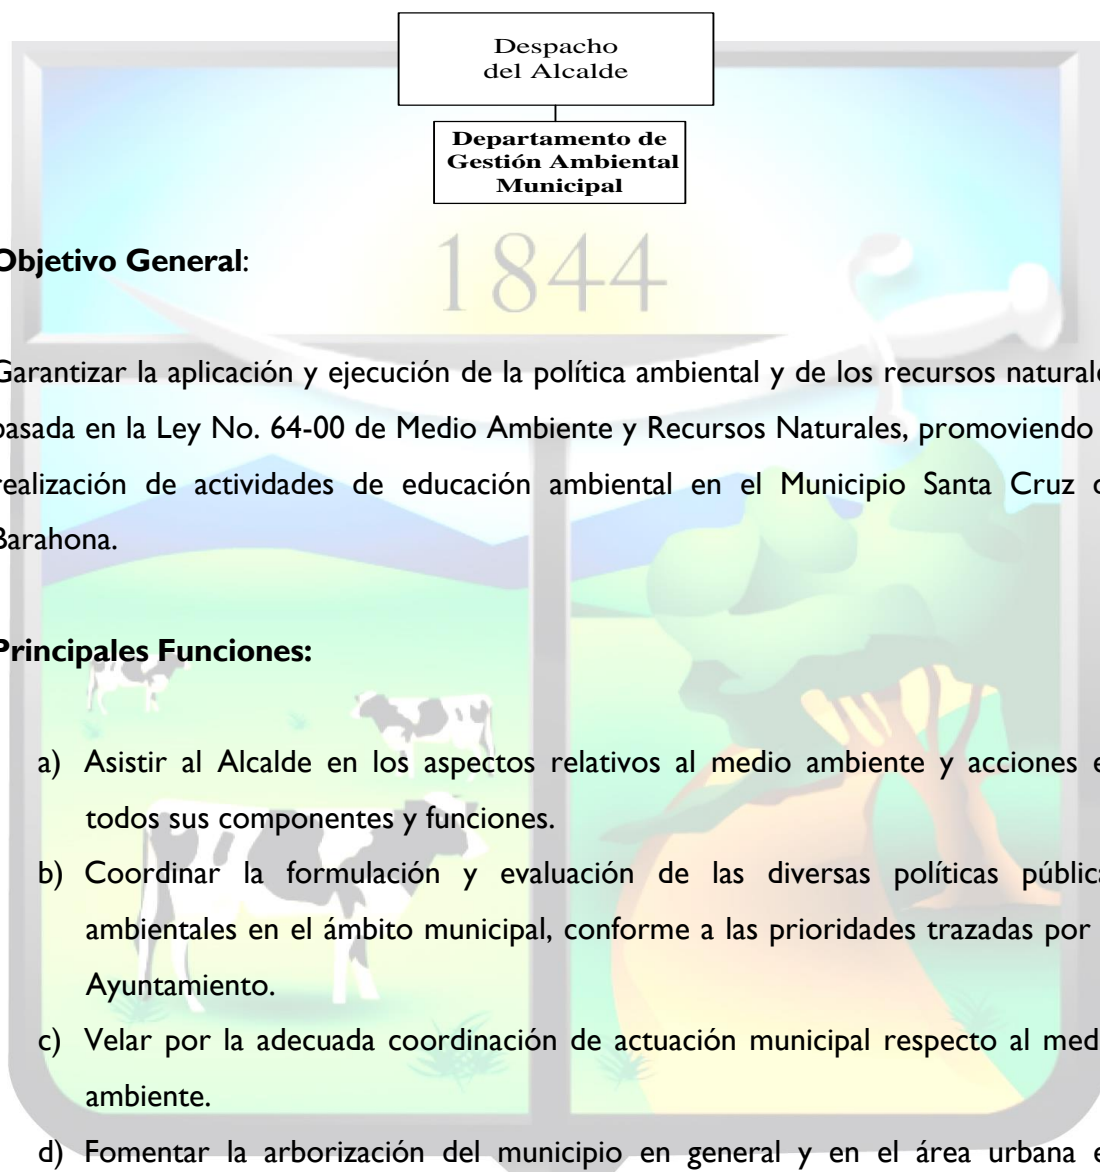 Despacho
del Alcalde
Departamento de
Gestión Ambiental
Municipal
1844
Objetivo General:
Garantizar la aplicación y ejecución de la política ambiental y de los recursos naturale
basada en la Ley No. 64-00 de Medio Ambiente y Recursos Naturales, promoviendo
realización de actividades de educación ambiental en el Municipio Santa Cruz d
Barahona.
Principales Funciones:
a) Asistir al Alcalde en los aspectos relativos al medio ambiente y acciones e
todos sus componentes y funciones.
b) Coordinar la formulación y evaluación de las diversas políticas pública
ambientales en el ámbito municipal, conforme a las prioridades trazadas por
Ayuntamiento.
c) Velar por la adecuada coordinación de actuación municipal respecto al medi
ambiente.
d) Fomentar la arborización del municipio en general y en el área urbana e